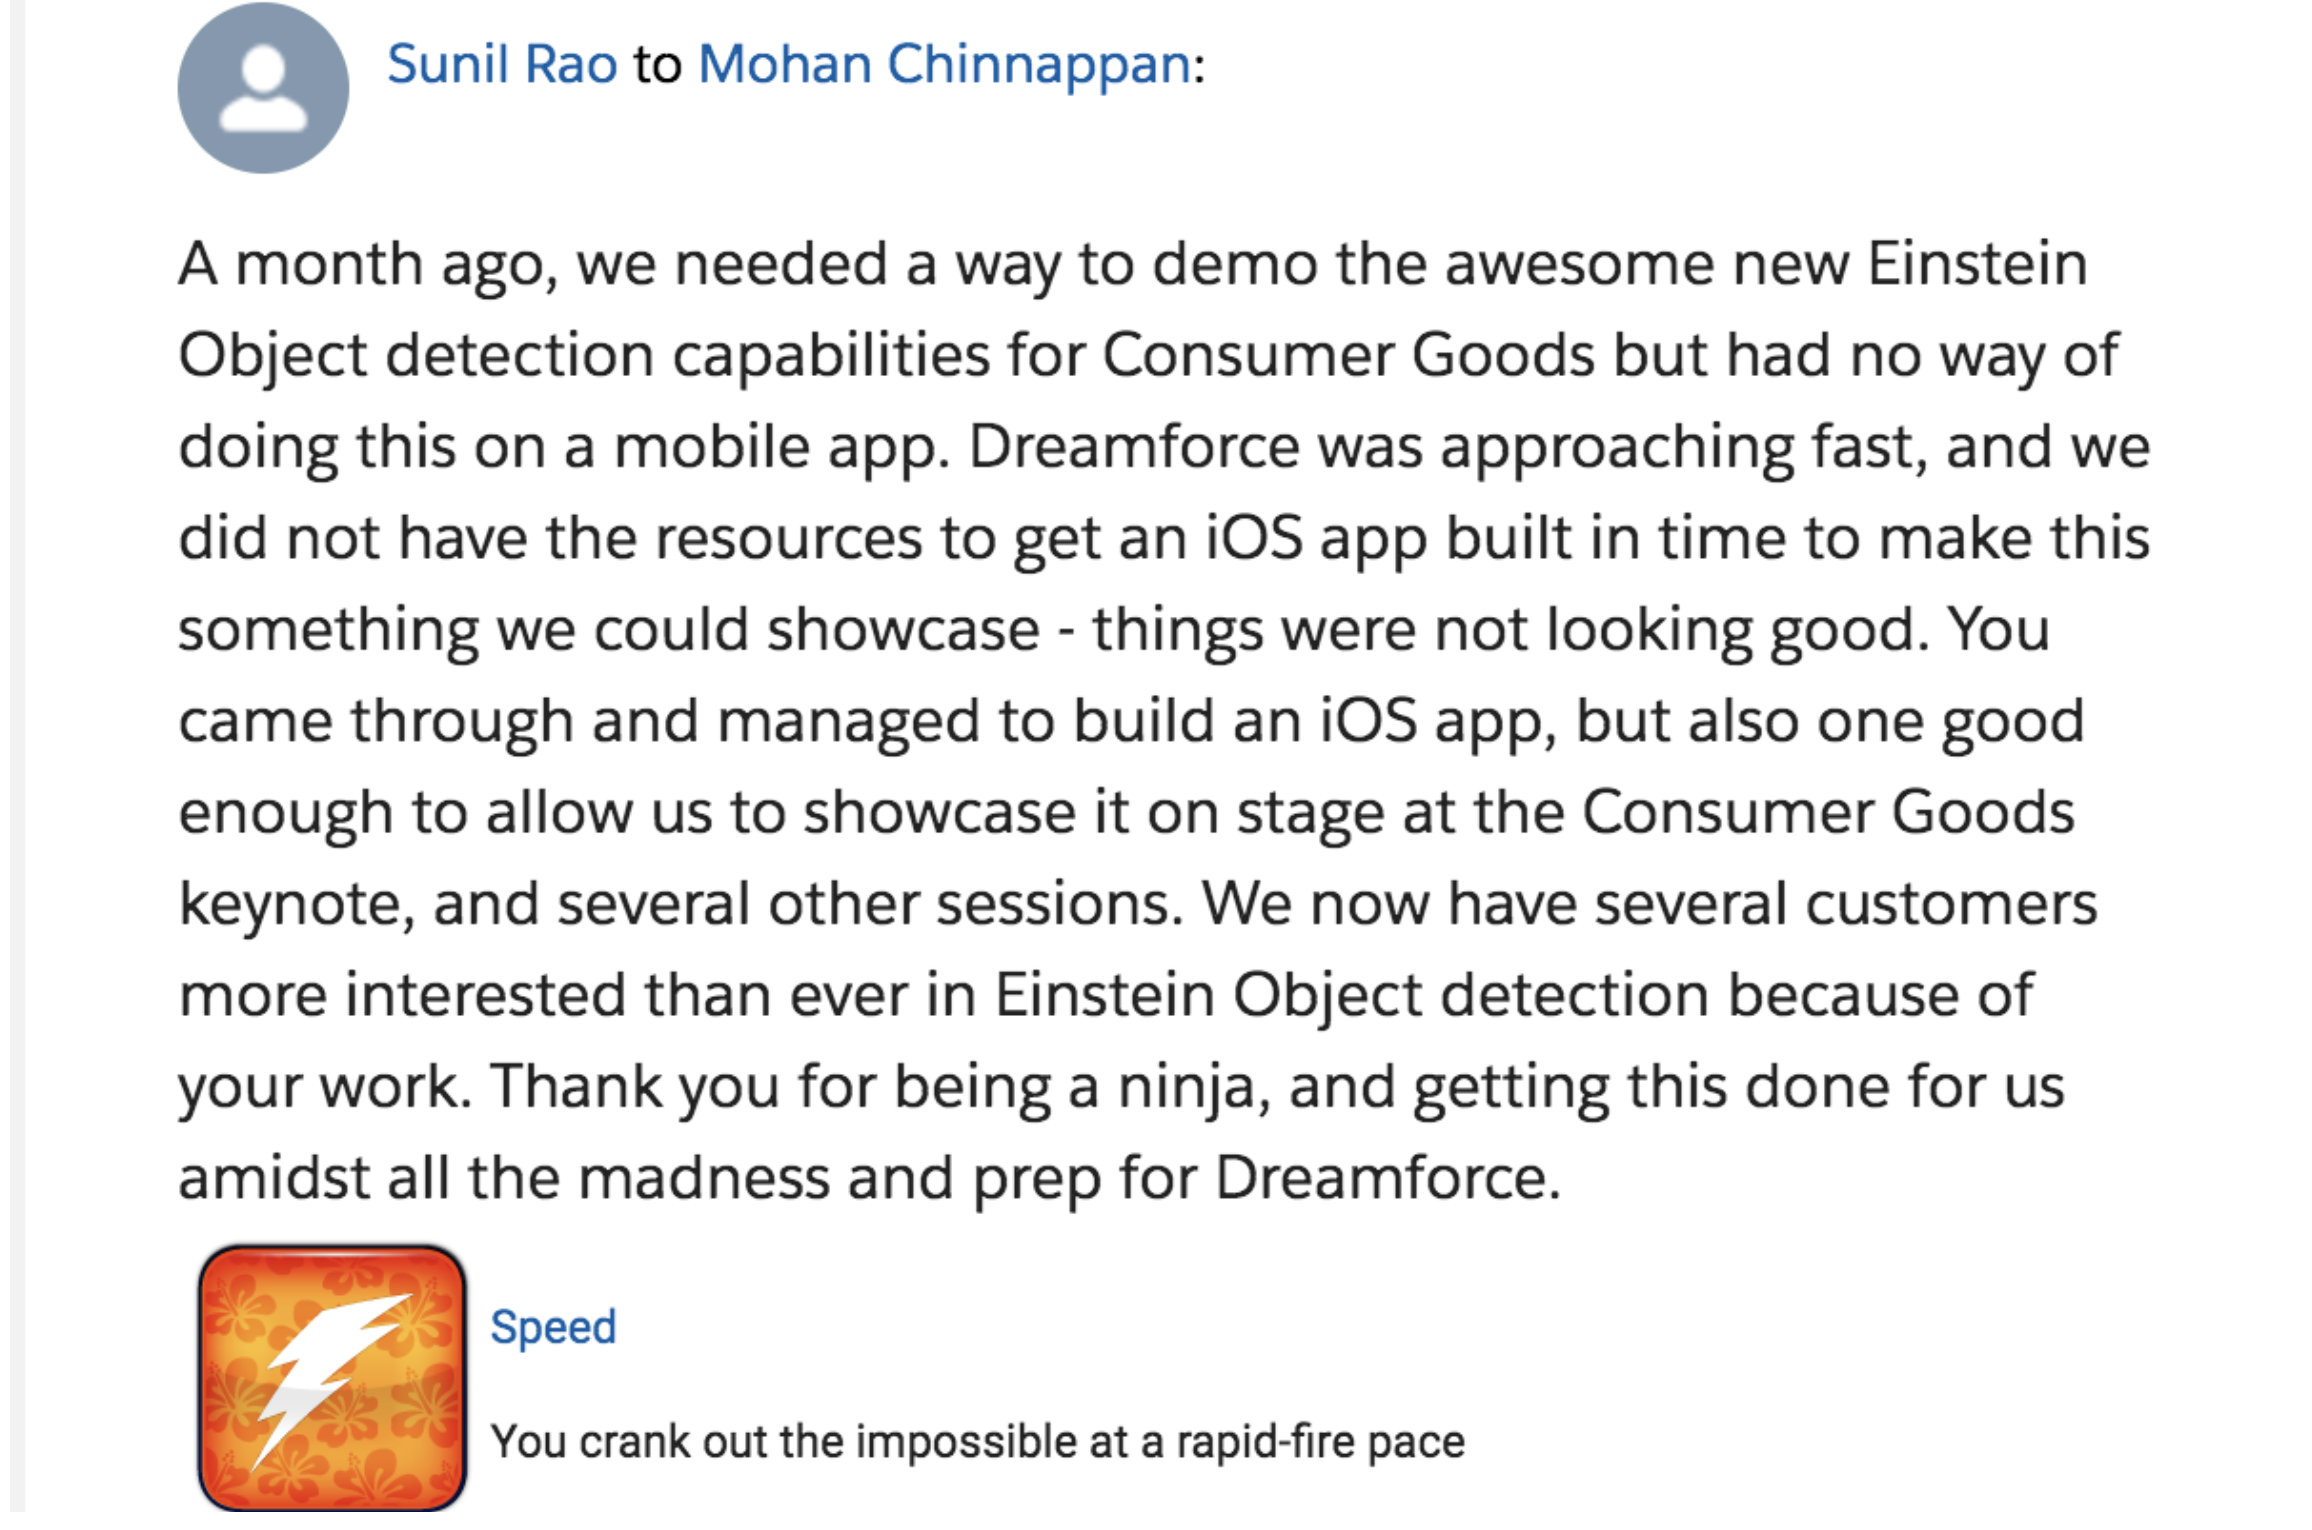 Sunil Rao to Mohan Chinnappan:
A month ago, we needed a way to demo the awesome new Einstein
Object detection capabilities for Consumer Goods but had no way of
doing this on a mobile app. Dreamforce was approaching fast, and we
did not have the resources to get an iOS app built in time to make this
something we could showcase - things were not looking good. You
came through and managed to build an iOS app, but also one good
enough to allow us to showcase it on stage at the Consumer Goods
keynote, and several other sessions. We now have several customers
more interested than ever in Einstein Object detection because of
your work. Thank you for being a ninja, and getting this done for us
amidst all the madness and prep for Dreamforce.
Speed
You crank out the impossible at a rapid-fire pace